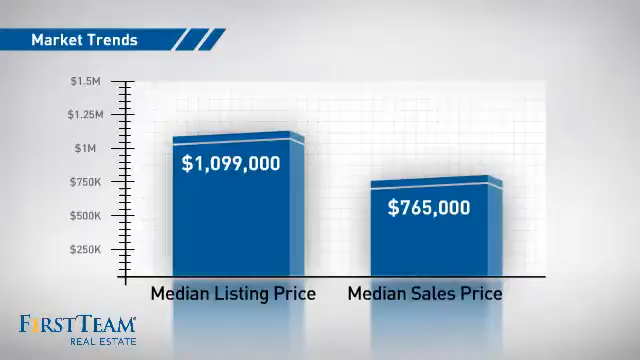 Market Trends
$1.5M
$1.25M
$1M
$750K
$500K
$250K
$1,099,000
$765,000
Median Listing Price
Median Sales Price
FIRSTTEAM®
REAL ESTATE